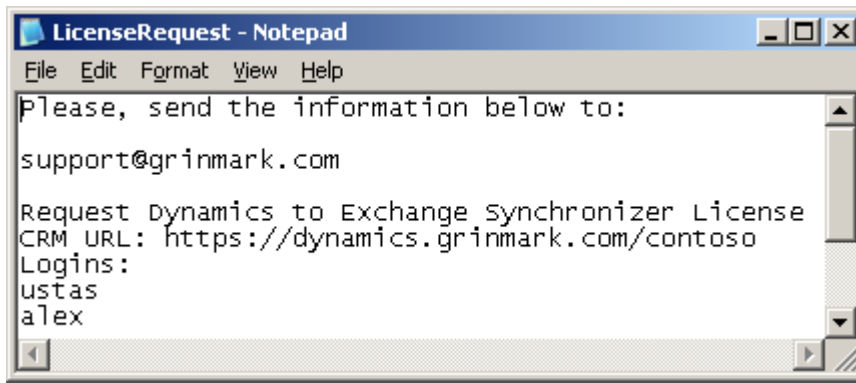 LicenseRequest - Notepad
File Edit Format View Help
Please, send the information below to:
support@grinmark.com
Request Dynamics to Exchange Synchronizer License
CRM URL: https://dynamics.grinmark.com/contoso
Logins:
ustas
alex